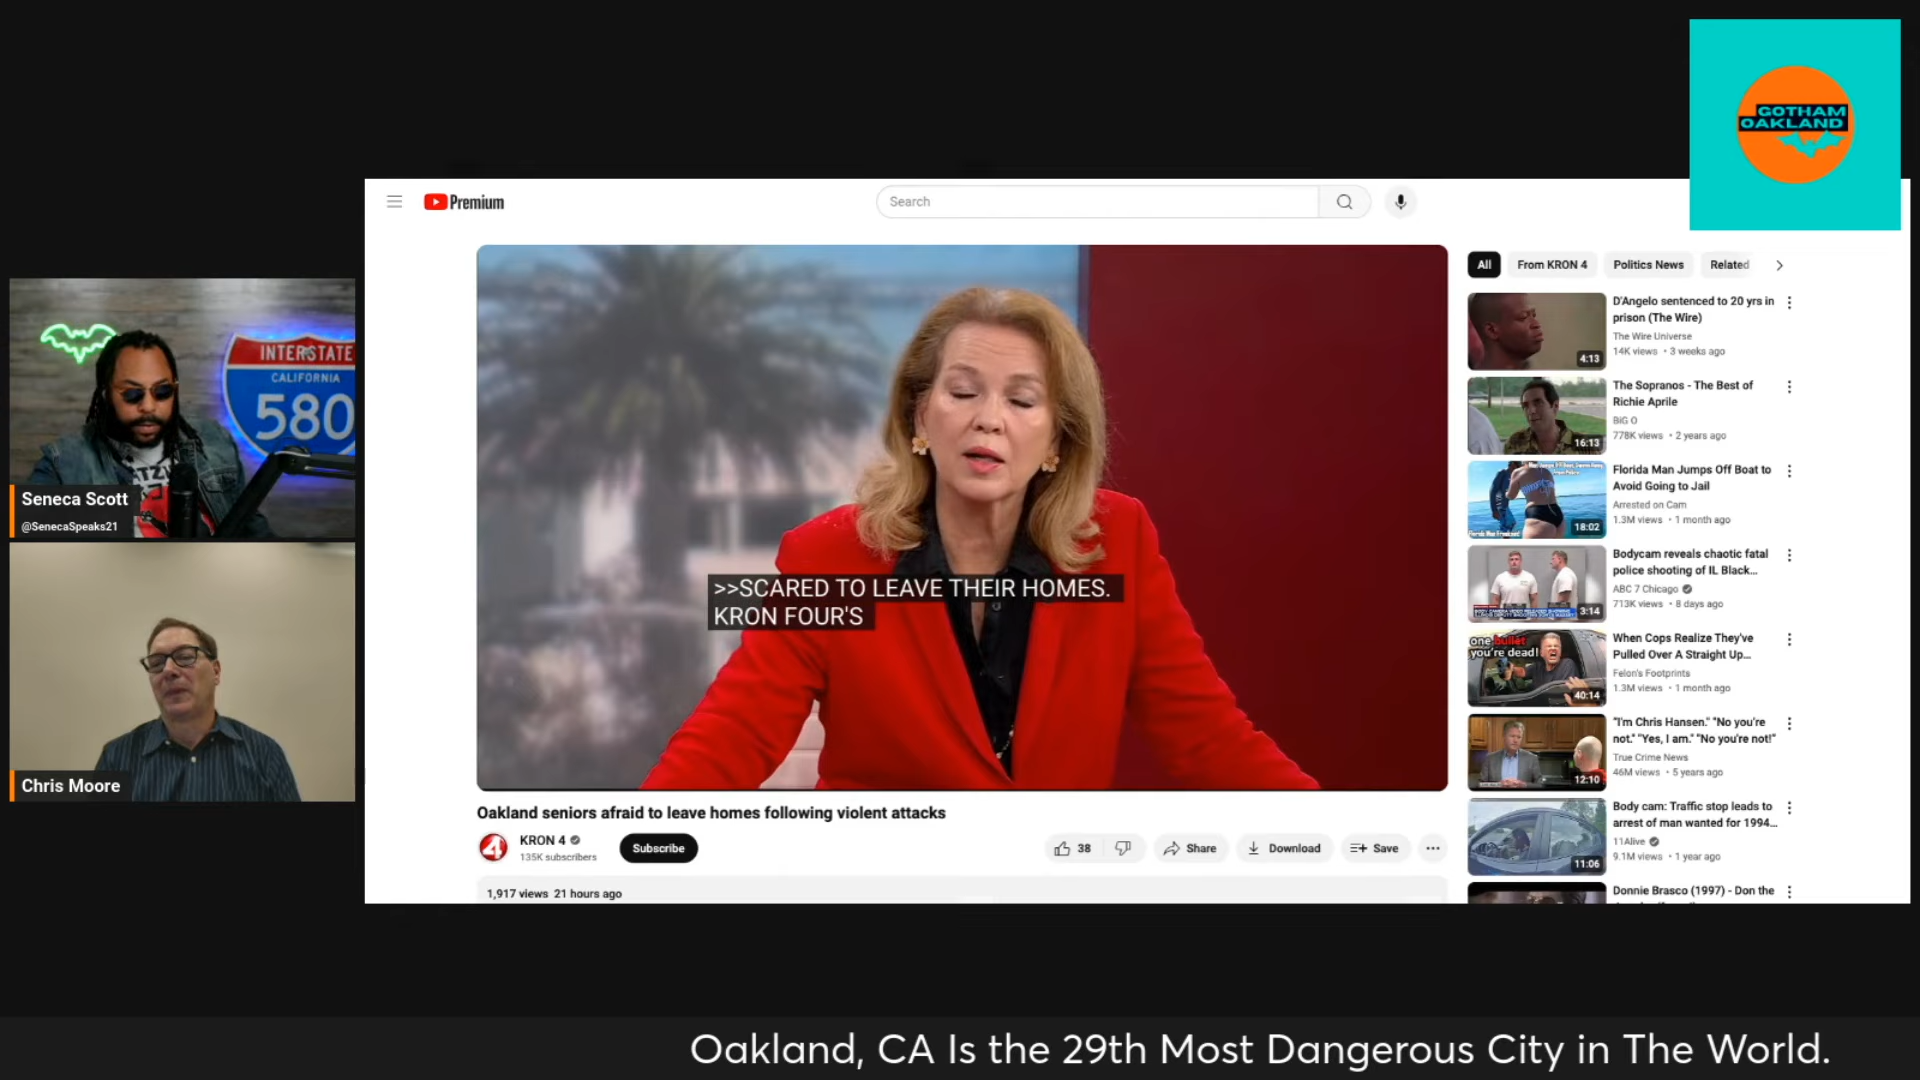 GOTHAM
OAKLAND
Premium
Search
All
From KRON 4
Politics News
Related
INTERSTATE
CALIFORNIA
580
Seneca Scott
@SenecaSpeaks21
Chris Moore
>>SCARED TO LEAVE THEIR HOMES.
KRON FOUR'S
Oakland seniors afraid to leave homes following violent attacks
KRON 4
135K subscribers
Subscribe
38
Share
Download
Save
1,917 views 21 hours ago
4:13
D'Angelo sentenced to 20 yrs in
prison (The Wire)
The Wire Universe
14K views • 3 weeks ago
16:13
The Sopranos - The Best of
Richie Aprile
BIG O
778K views • 2 years ago
18:02
Florida Man Jumps Off Boat to
Avoid Going to Jail
Arrested on Cam
1.3M views • 1 month ago
3:14
Bodycam reveals chaotic fatal
police shooting of IL Black...
ABC 7 Chicago
713K views • 8 days ago
one bullet
you're dead!
40:14
When Cops Realize They've
Pulled Over A Straight Up...
Felon's Footprints
1.3M views • 1 month ago
12:10
"I'm Chris Hansen." "No you're
not." "Yes, I am." "No you're not!"
True Crime News
46M views • 5 years ago
11:06
Body cam: Traffic stop leads to
arrest of man wanted for 1994...
11Alive
9.1M views • 1 year ago
Donnie Brasco (1997) - Don the
Oakland, CA Is the 29th Most Dangerous City in The World.